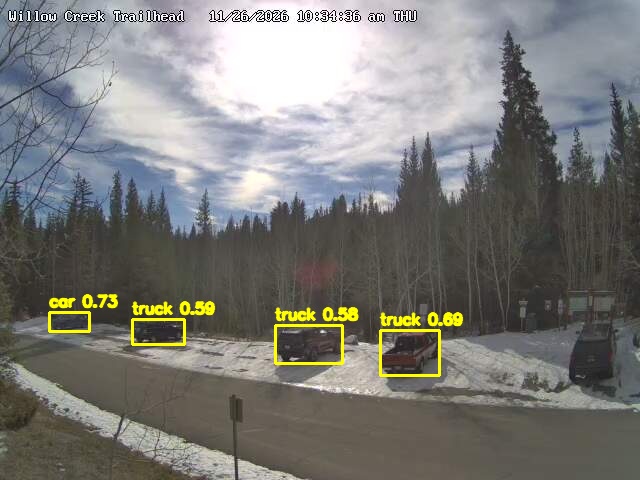 Willow Creek Trailhead 11/26/2026 10:34:36 am THU
car 0.73
truck 0.59
truck 0.58
truck 0.69